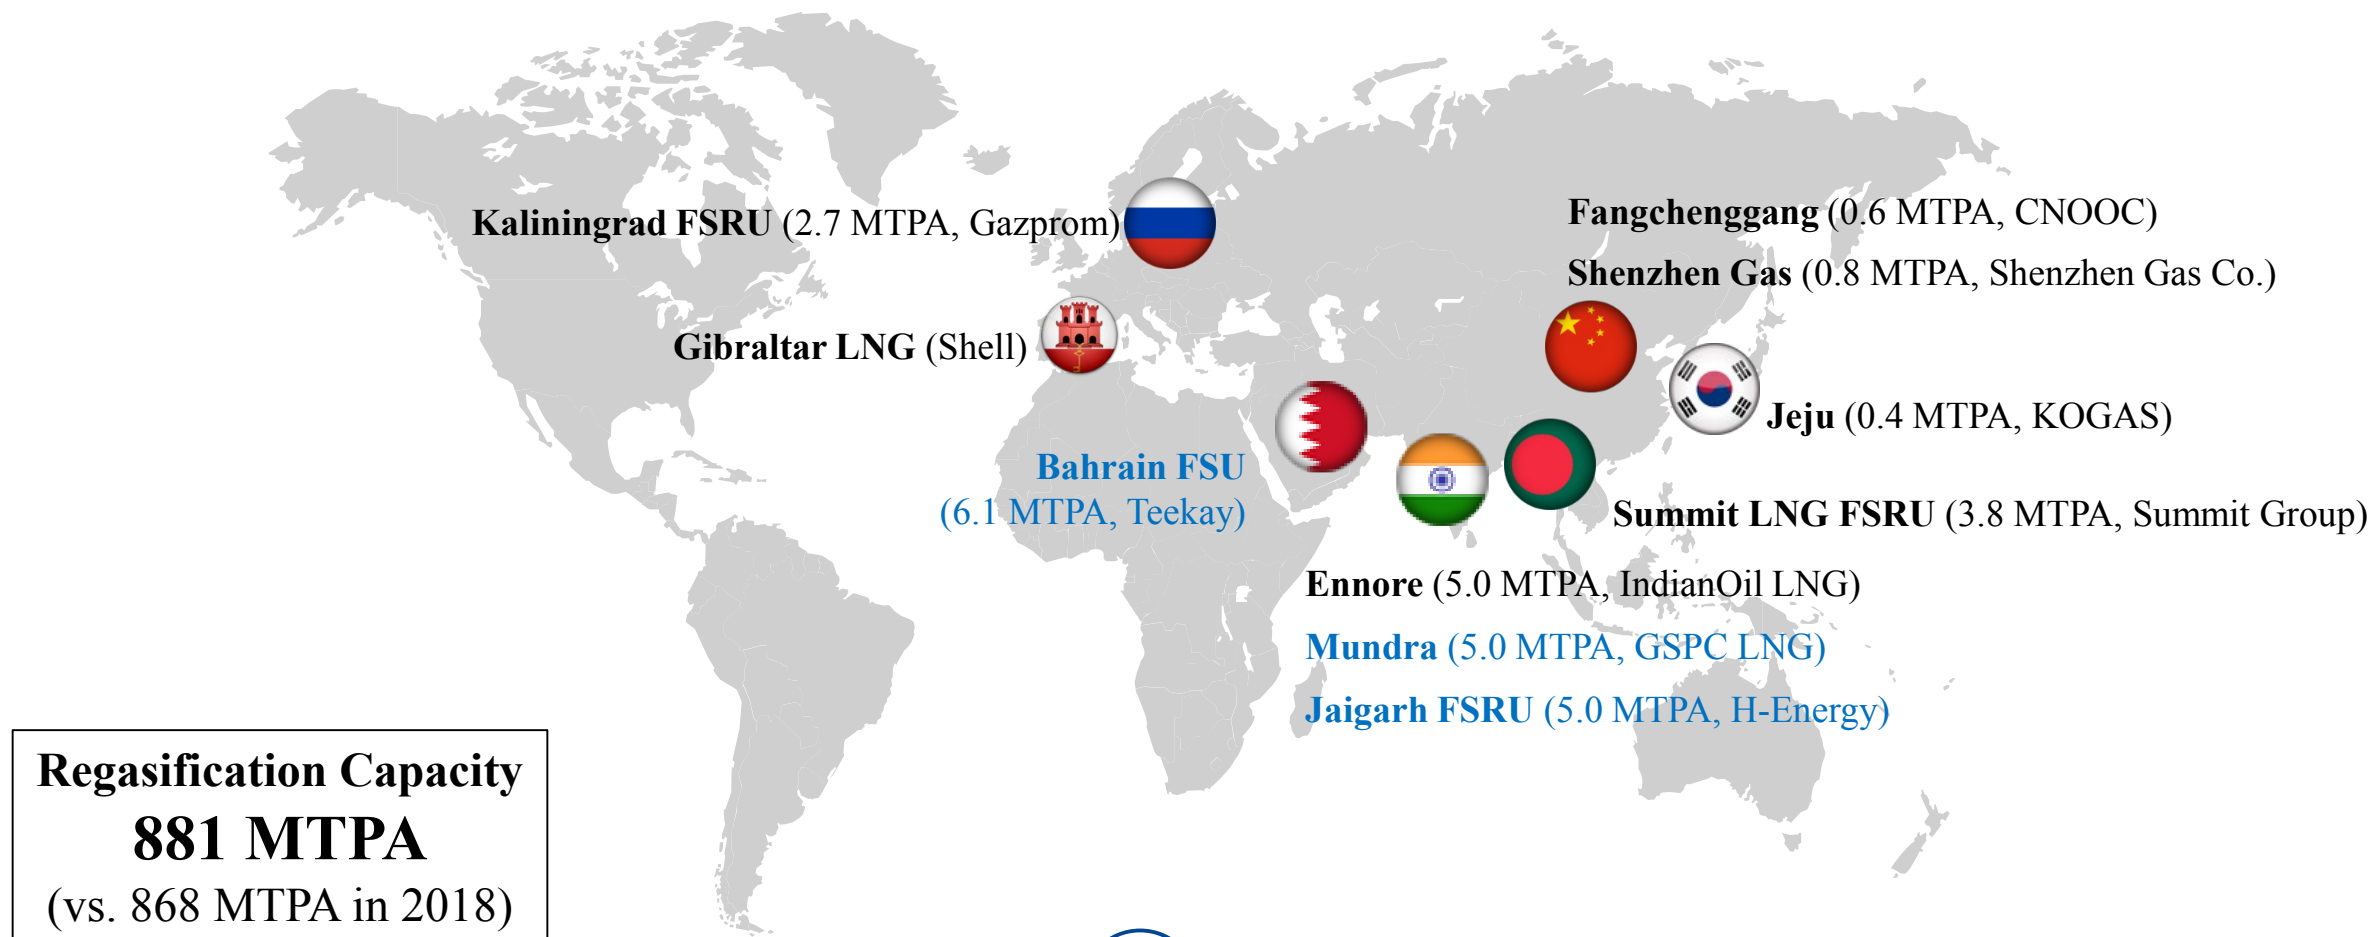 Kaliningrad FSRU (2.7 MTPA, Gazprom)
Fangchenggang (0.6 MTPA, CNOOC)
Shenzhen Gas (0.8 MTPA, Shenzhen Gas Co.)
Gibraltar LNG (Shell)
Jeju (0.4 MTPA, KOGAS)
Bahrain FSU
(6.1 MTPA, Teekay)
Summit LNG FSRU (3.8 MTPA, Summit Group)
Ennore (5.0 MTPA, IndianOil LNG)
Mundra (5.0 MTPA, GSPC LNG)
Jaigarh FSRU (5.0 MTPA, H-Energy)
Regasification Capacity
881 MTPA
(vs. 868 MTPA in 2018)